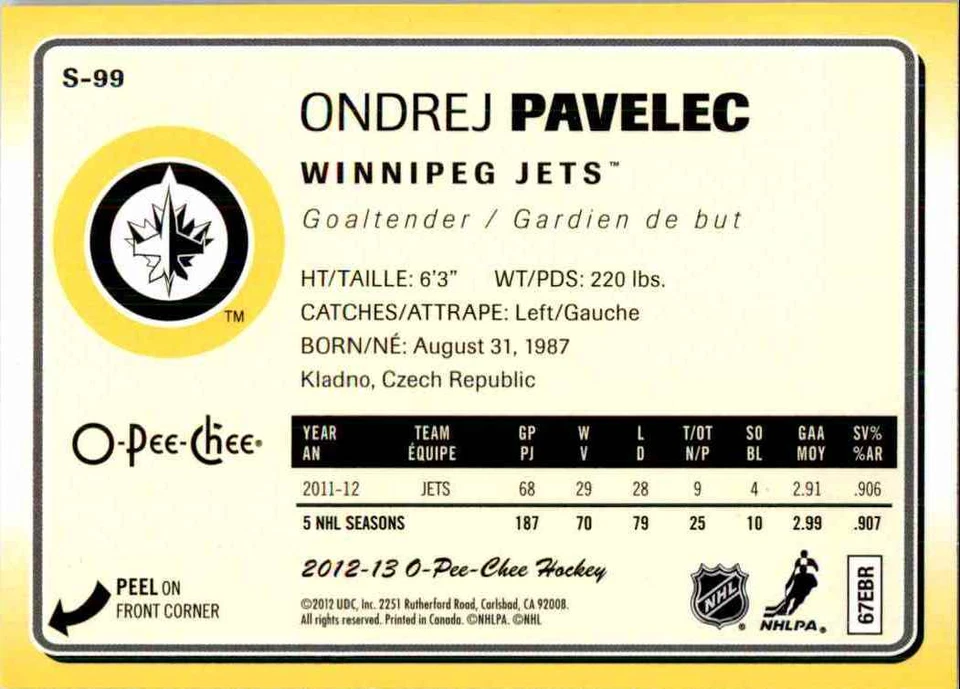 S-99
ONDREJ PAVELEC
WINNIPEG JETS™
Goaltender / Gardien de but
HT/TAILLE: 6'3" WT/PDS: 220 lbs.
CATCHES/ATTRAPE: Left/Gauche
BORN/NÉ: August 31, 1987
Kladno, Czech Republic
TM
O-Pee-Chee®
YEAR TEAM GP W L T/OT SO GAA SV%
AN ÉQUIPE PJ V D N/P BL MOY %AR
2011-12 JETS 68 29 28 9 4 2.91 .906
5 NHL SEASONS 187 70 79 25 10 2.99 .907
2012-13 O-Pee-Chee Hockey
©2012 UDC, Inc. 2251 Rutherford Road, Carlsbad, CA 92008.
All rights reserved. Printed in Canada. ©NHLPA. ©NHL
PEEL ON
FRONT CORNER
NHL®
NHLPA®
67EBR